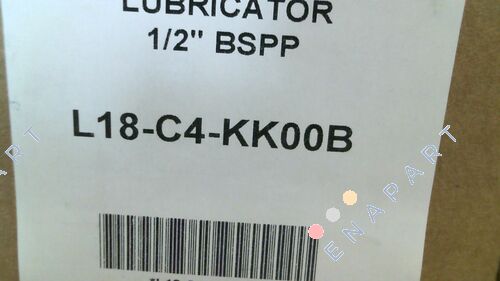 LUBRICATOR
1/2" BSPP
L18-C4-KK00B
ENAPART